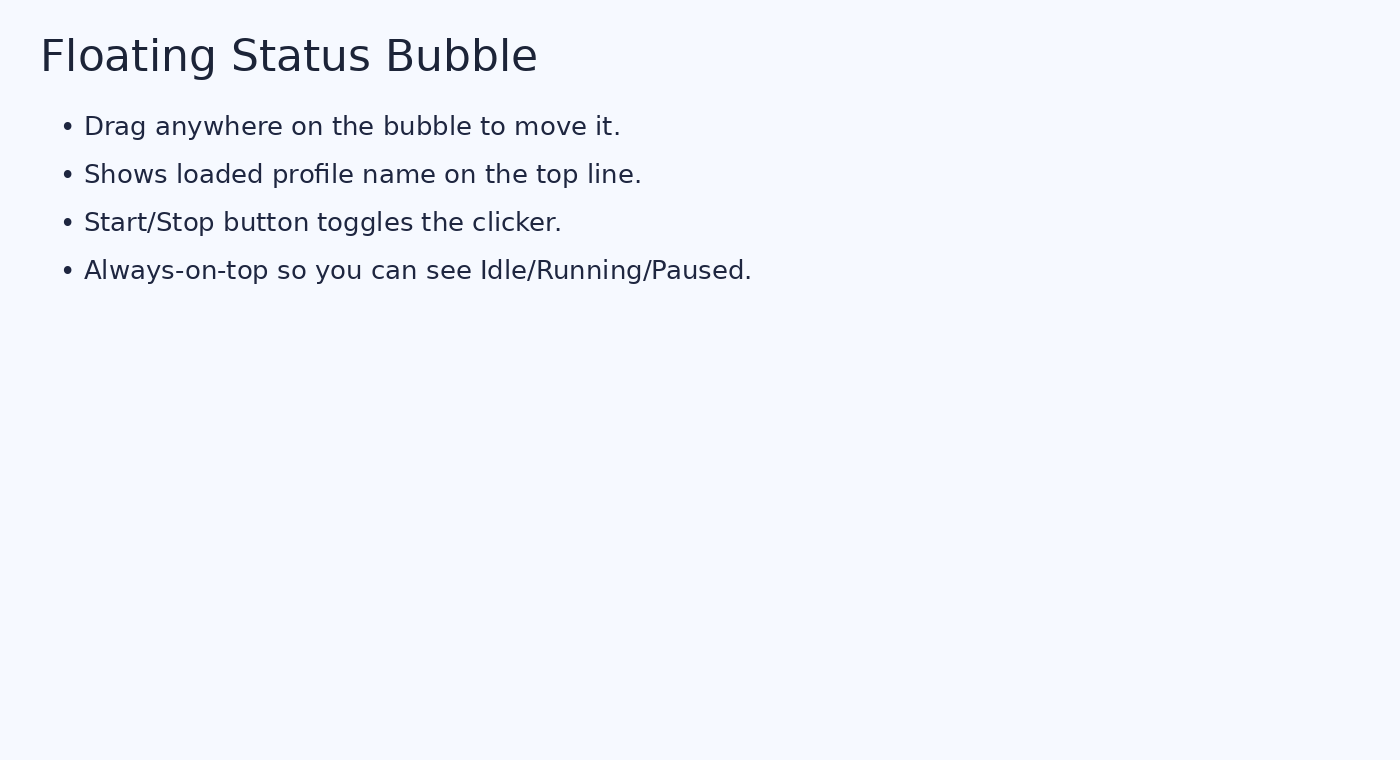 Floating Status Bubble
• Drag anywhere on the bubble to move it.
• Shows loaded profile name on the top line.
• Start/Stop button toggles the clicker.
• Always-on-top so you can see Idle/Running/Paused.